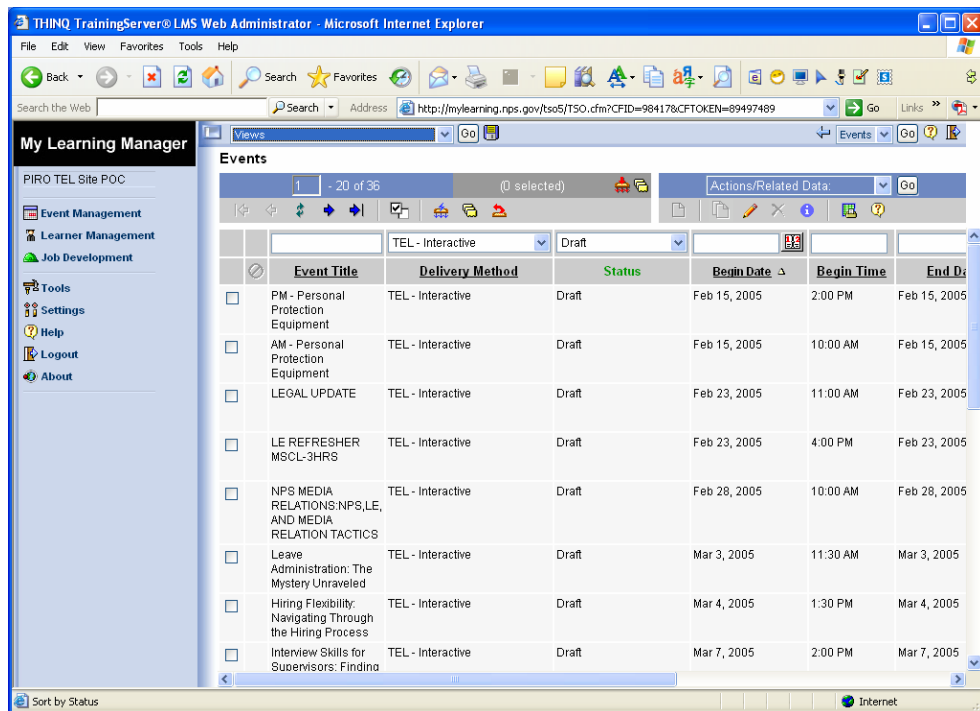 THINQ TrainingServer® LMS Web Administrator - Microsoft Internet Explorer
File Edit View Favorites Tools Help
Back Search Favorites
Search the Web Search Address http://mylearning.nps.gov/tso5/TSO.cfm?CFID=98417&CFTOKEN=89497489 Go Links »
My Learning Manager
Views Go Events Go
Events
PIRO TEL Site POC
1 - 20 of 36 (0 selected) Actions/Related Data: Go
Event Management
Learner Management
Job Development
Tools
Settings
Help
Logout
About
TEL - Interactive Draft
Event Title Delivery Method Status Begin Date Begin Time End Da
PM - Personal TEL - Interactive Draft Feb 15, 2005 2:00 PM Feb 15, 2005
Protection
Equipment
AM - Personal TEL - Interactive Draft Feb 15, 2005 10:00 AM Feb 15, 2005
Protection
Equipment
LEGAL UPDATE TEL - Interactive Draft Feb 23, 2005 11:00 AM Feb 23, 2005
LE REFRESHER TEL - Interactive Draft Feb 23, 2005 4:00 PM Feb 23, 2005
MSCL-3HRS
NPS MEDIA TEL - Interactive Draft Feb 28, 2005 10:00 AM Feb 28, 2005
RELATIONS:NPS,LE,
AND MEDIA
RELATION TACTICS
Leave TEL - Interactive Draft Mar 3, 2005 11:30 AM Mar 3, 2005
Administration: The
Mystery Unraveled
Hiring Flexibility: TEL - Interactive Draft Mar 4, 2005 1:30 PM Mar 4, 2005
Navigating Through
the Hiring Process
Interview Skills for TEL - Interactive Draft Mar 7, 2005 2:00 PM Mar 7, 2005
Supervisors: Finding
Sort by Status Internet